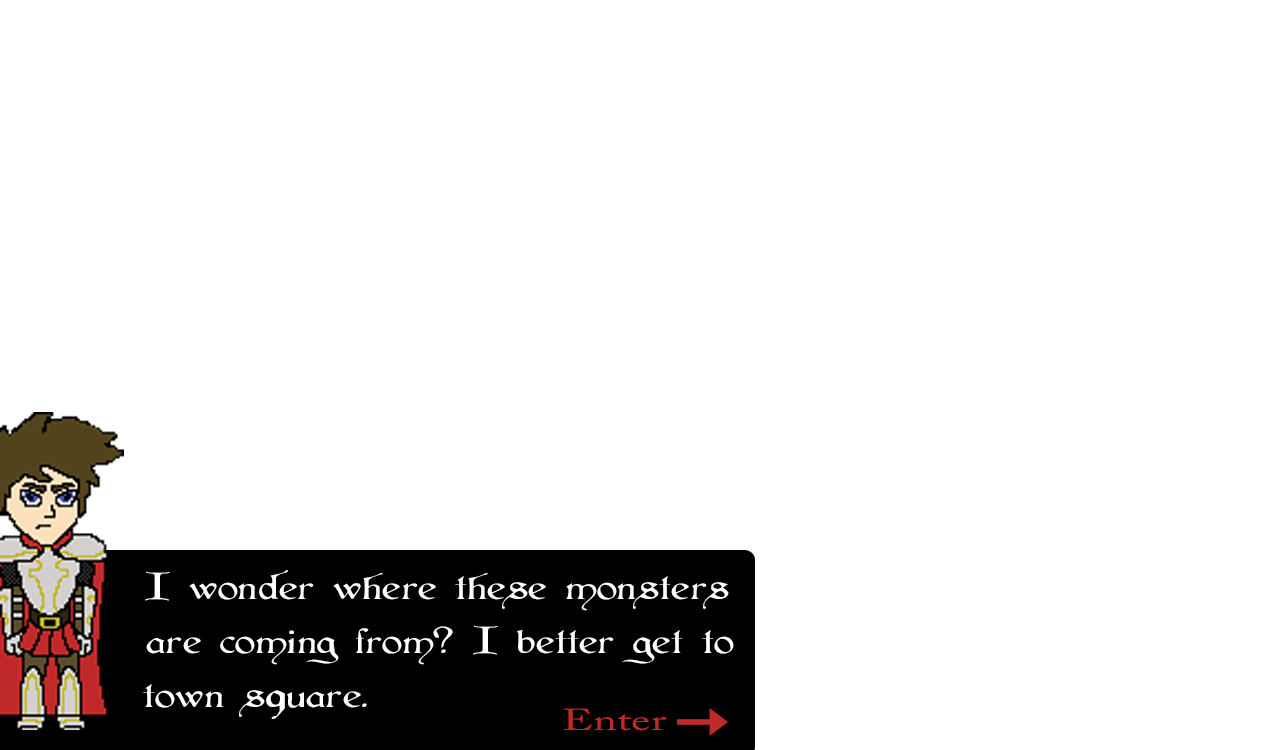 I wonder where these monsters
are coming from? I better get to
town square.
Enter